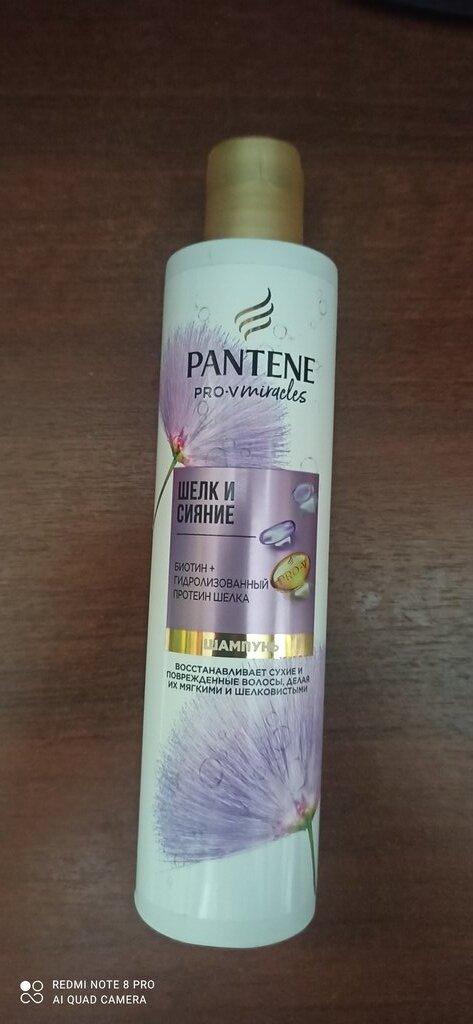 PANTENE
PRO-V miracles
ШЕЛК И
СИЯНИЕ
БИОТИН +
ГИДРОЛИЗОВАННЫЙ
ПРОТЕИН ШЕЛКА
PRO-V
ШАМПУНЬ
ВОССТАНАВЛИВАЕТ СУХИЕ И
ПОВРЕЖДЕННЫЕ ВОЛОСЫ, ДЕЛАЯ
ИХ МЯГКИМИ И ШЕЛКОВИСТЫМИ
REDMI NOTE 8 PRO
AI QUAD CAMERA